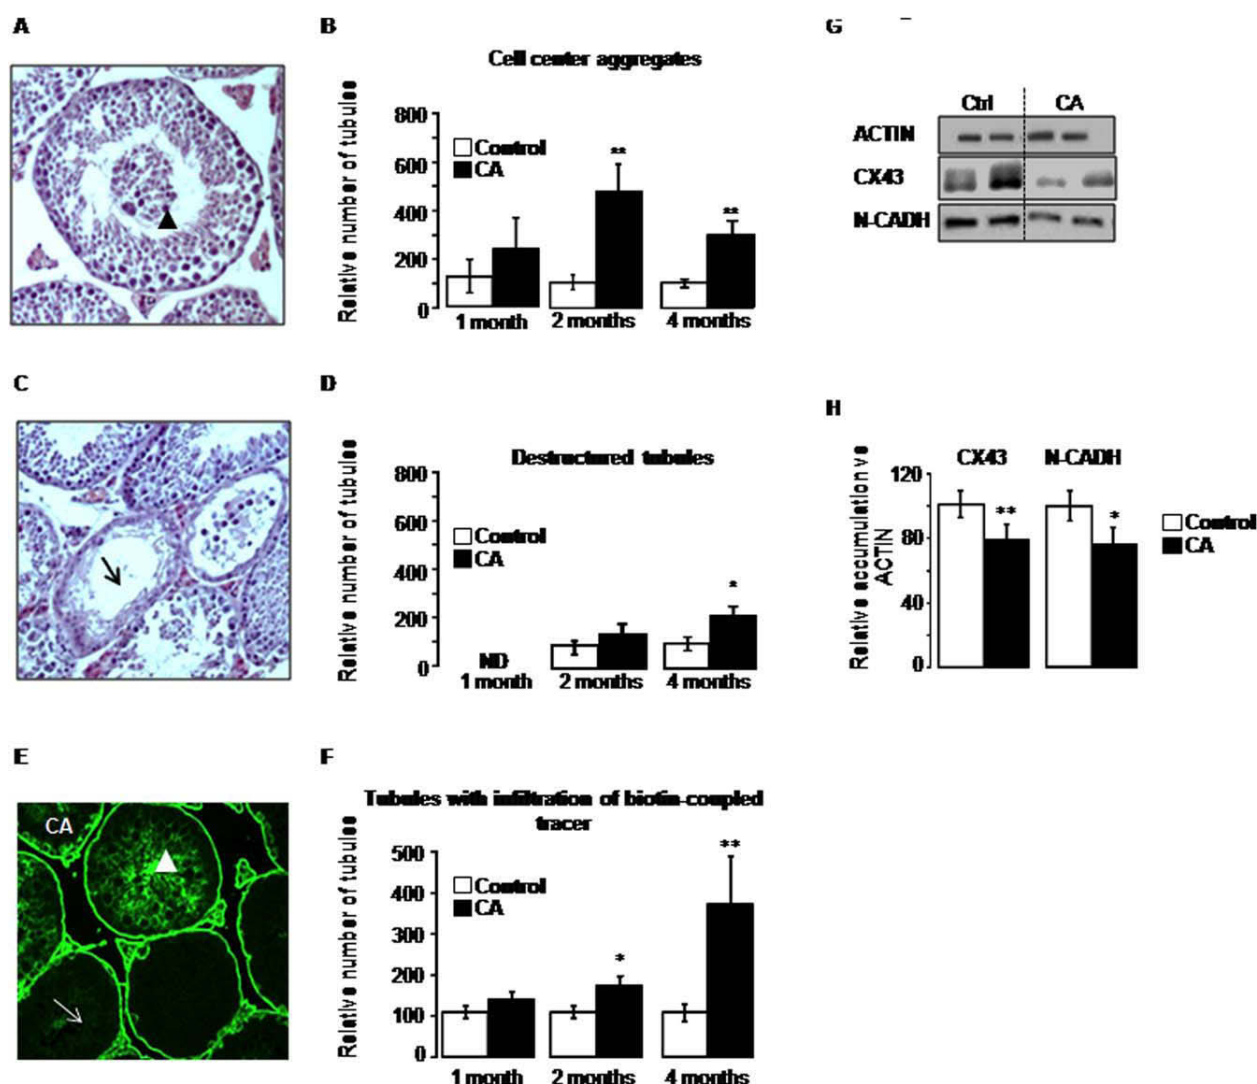 A
B
Cell center aggregates
Relative number of tubules
800
600
400
200
0
Control
CA
**
**
1 month
2 months
4 months
C
D
Destructured tubules
Relative number of tubules
800
600
400
200
0
Control
CA
*
ND
1 month
2 months
4 months
E
CA
F
Tubules with infiltration of biotin-coupled
tracer
Relative number of tubules
500
400
300
200
100
0
Control
CA
*
**
1 month
2 months
4 months
G
Ctrl
CA
ACTIN
CX43
N-CADH
H
CX43
N-CADH
Relative accumulation vs
ACTIN
120
80
40
0
**
*
Control
CA